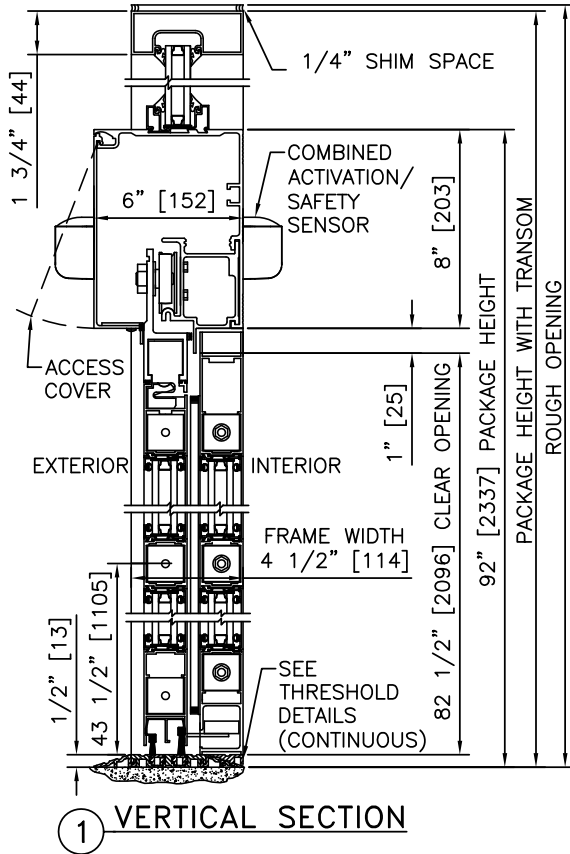 1/4" SHIM SPACE
1 3/4" [44]
COMBINED
ACTIVATION/
SAFETY
SENSOR
6" [152]
8" [203]
ACCESS
COVER
1" [25]
EXTERIOR
INTERIOR
FRAME WIDTH
4 1/2" [114]
82 1/2" [2096] CLEAR OPENING
92" [2337] PACKAGE HEIGHT
PACKAGE HEIGHT WITH TRANSOM
ROUGH OPENING
1/2" [13]
43 1/2" [1105]
SEE
THRESHOLD
DETAILS
(CONTINUOUS)
1 VERTICAL SECTION